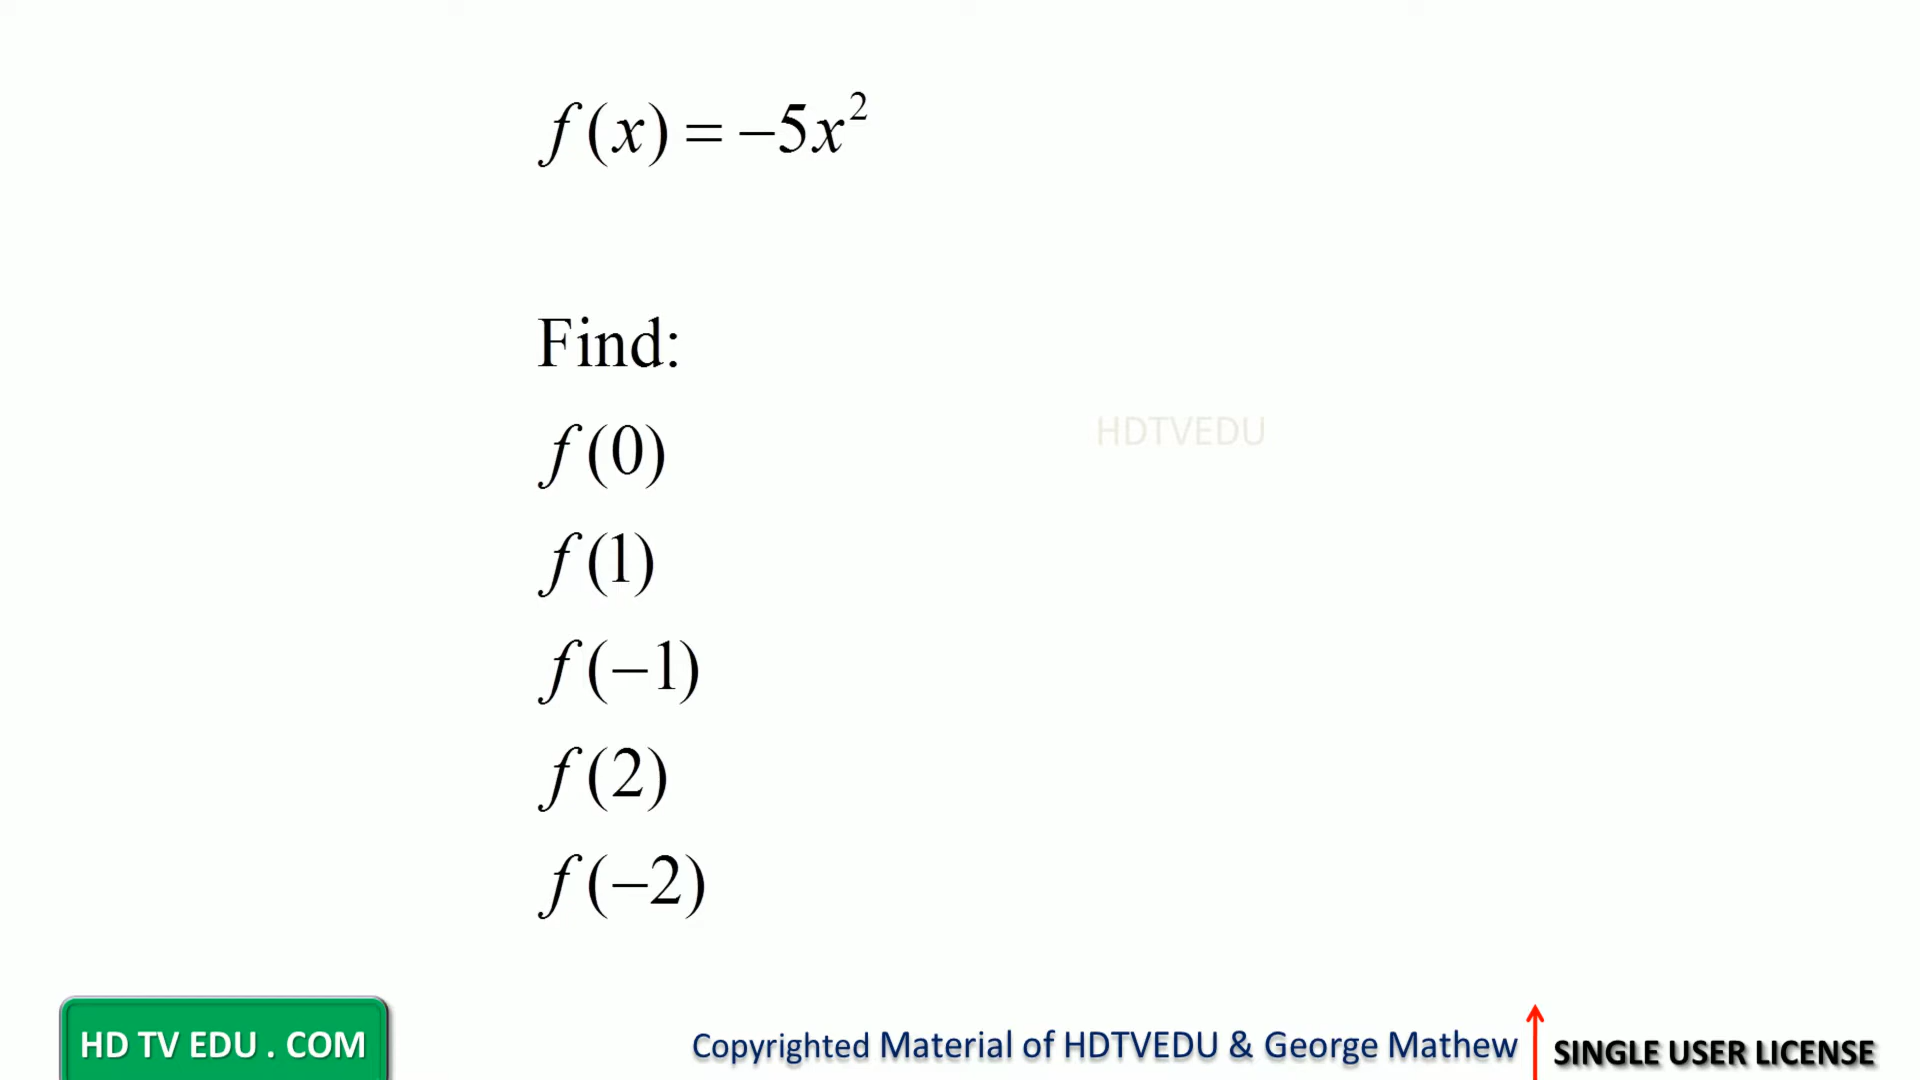 f(x) = −5x²
Find:
f(0)
HDTVEDU
f(1)
f(−1)
f(2)
f(−2)
HD TV EDU . COM
Copyrighted Material of HDTVEDU & George Mathew
SINGLE USER LICENSE